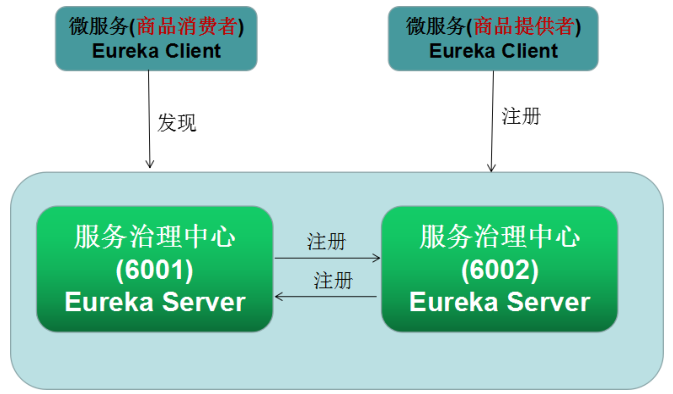 微服务(商品消费者)
Eureka Client
微服务(商品提供者)
Eureka Client
发现
注册
服务治理中心
(6001)
Eureka Server
注册
注册
服务治理中心
(6002)
Eureka Server